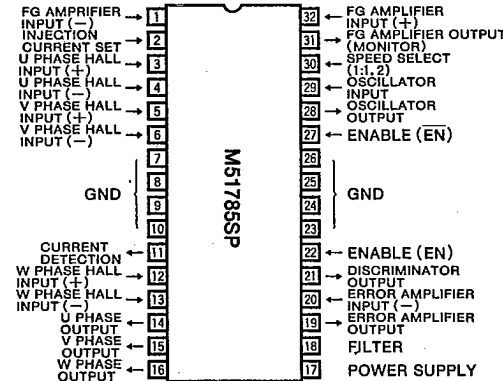 FG AMPRIFIER
INPUT (−)
INJECTION
CURRENT SET
U PHASE HALL
INPUT (+)
U PHASE HALL
INPUT (−)
V PHASE HALL
INPUT (+)
V PHASE HALL
INPUT (−)
GND
CURRENT
DETECTION
W PHASE HALL
INPUT (+)
W PHASE HALL
INPUT (−)
U PHASE
OUTPUT
V PHASE
OUTPUT
W PHASE
OUTPUT
1
2
3
4
5
6
7
8
9
10
11
12
13
14
15
16
M51785SP
32
31
30
29
28
27
26
25
24
23
22
21
20
19
18
17
FG AMPLIFIER
INPUT (+)
FG AMPLIFIER OUTPUT
(MONITOR)
SPEED SELECT
(1:1.2)
OSCILLATOR
INPUT
OSCILLATOR
OUTPUT
ENABLE (E̅N̅)
GND
ENABLE (EN)
DISCRIMINATOR
OUTPUT
ERROR AMPLIFIER
INPUT (−)
ERROR AMPLIFIER
OUTPUT
FILTER
POWER SUPPLY